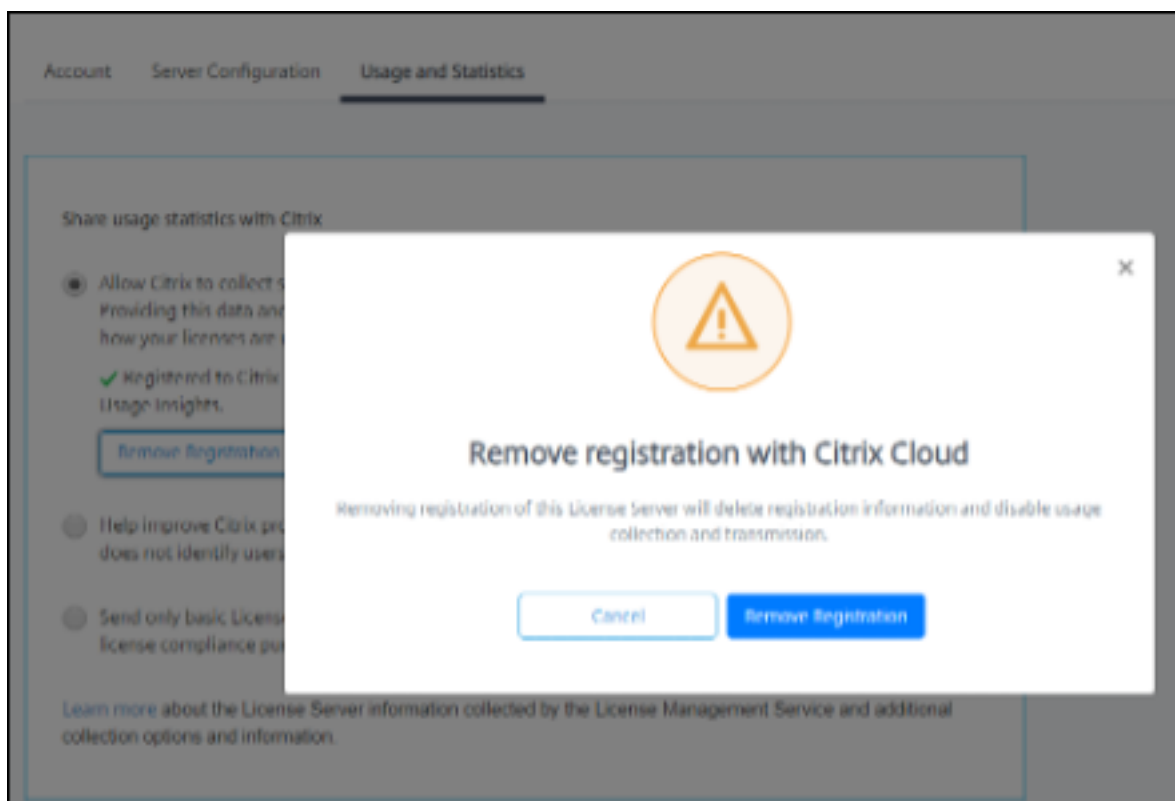 Account Server Configuration Usage and Statistics
Share usage statistics with Citrix
Allow Citrix to collect s
Providing this data and
how your licenses are
✓ Registered to Citrix
Usage Insights.
Remove Registration
Help improve Citrix pro
does not identify users
Send only basic Licens
license compliance pu
Learn more about the License Server information collected by the License Management Service and additional
collection options and information.
×
Remove registration with Citrix Cloud
Removing registration of this License Server will delete registration information and disable usage
collection and transmission.
Cancel Remove Registration